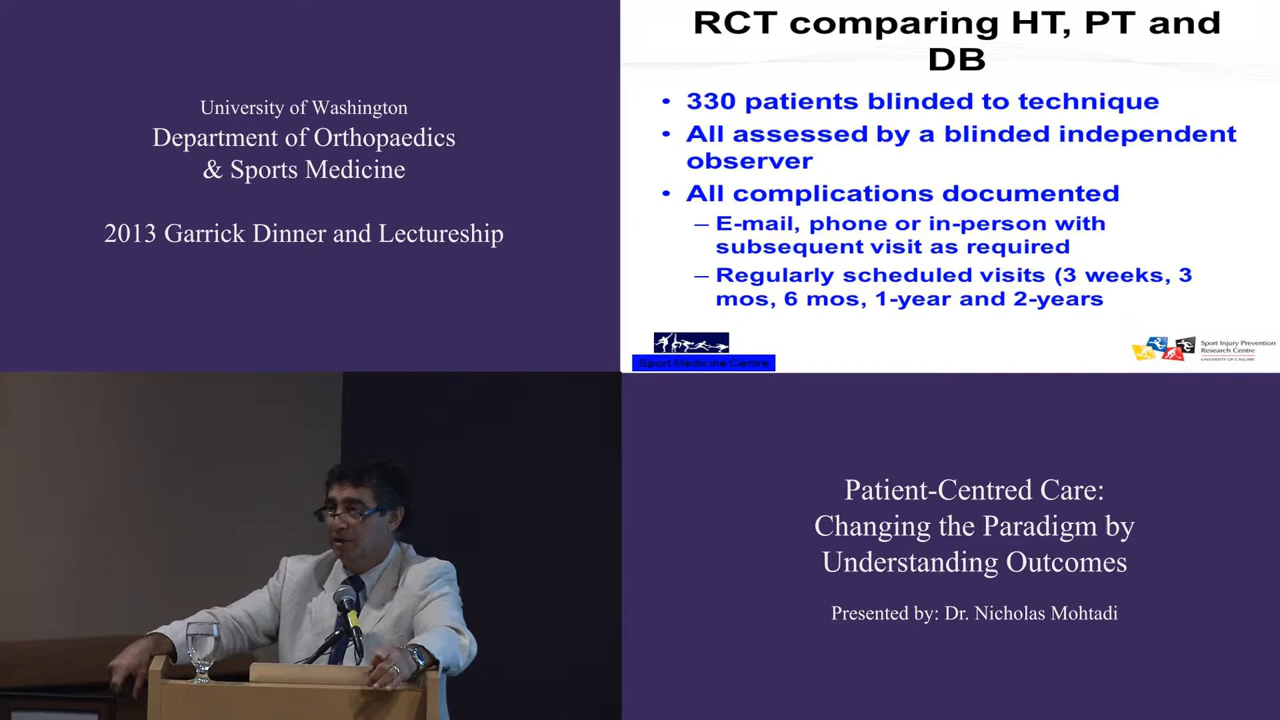 University of Washington
Department of Orthopaedics
& Sports Medicine
2013 Garrick Dinner and Lectureship
RCT comparing HT, PT and
DB
• 330 patients blinded to technique
• All assessed by a blinded independent
observer
• All complications documented
– E-mail, phone or in-person with
subsequent visit as required
– Regularly scheduled visits (3 weeks, 3
mos, 6 mos, 1-year and 2-years
Sport Medicine Centre
Sport Injury Prevention
Research Centre
UNIVERSITY OF CALGARY
Patient-Centred Care:
Changing the Paradigm by
Understanding Outcomes
Presented by: Dr. Nicholas Mohtadi